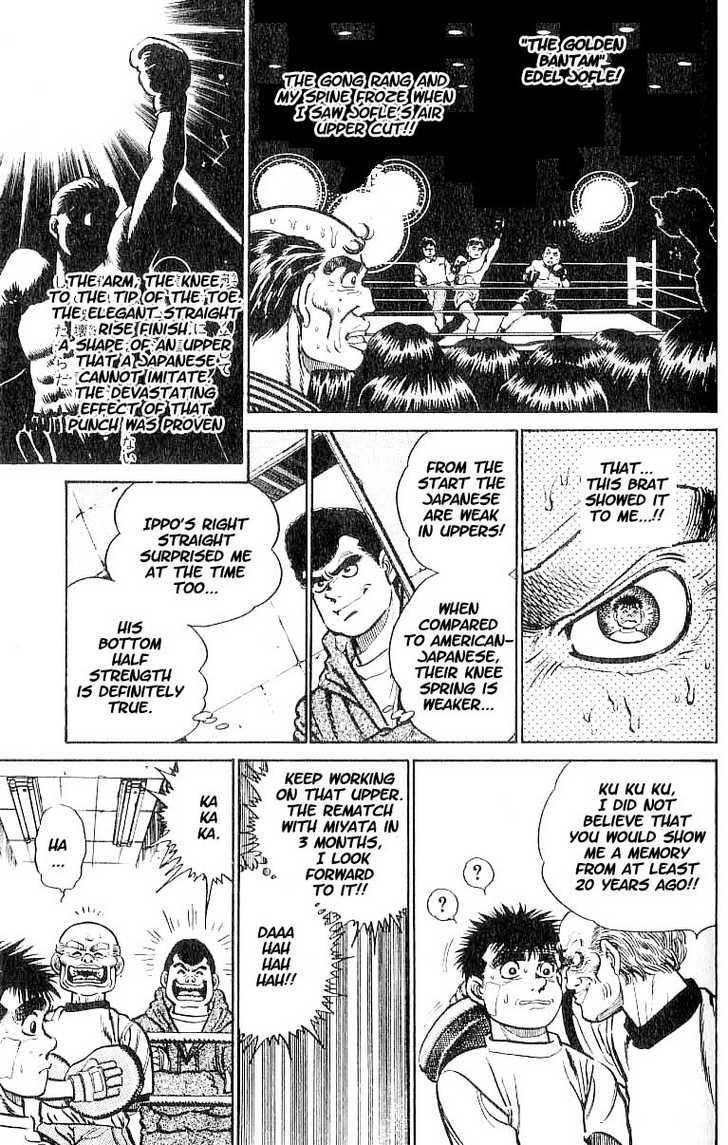 "THE GOLDEN
BANTAM"
EDEL JOFLE!
THE GONG RANG AND
MY SPINE FROZE WHEN
I SAW JOFLE'S AIR
UPPER CUT!!
THE ARM, THE KNEE
TO THE TIP OF THE TOE.
THE ELEGANT STRAIGHT
RISE FINISH.
A SHAPE OF AN UPPER
THAT A JAPANESE
CANNOT IMITATE!
THE DEVASTATING
EFFECT OF THAT
PUNCH WAS PROVEN
THAT...
THIS BRAT
SHOWED IT
TO ME...!!
FROM THE
START THE
JAPANESE
ARE WEAK
IN UPPERS!
WHEN
COMPARED
TO AMERICAN-
JAPANESE,
THEIR KNEE
SPRING IS
WEAKER...
IPPO'S RIGHT
STRAIGHT
SURPRISED ME
AT THE TIME
TOO...
HIS
BOTTOM
HALF
STRENGTH
IS DEFINITELY
TRUE.
KU KU KU,
I DID NOT
BELIEVE THAT
YOU WOULD SHOW
ME A MEMORY
FROM AT LEAST
20 YEARS AGO!!
?
?
KEEP WORKING
ON THAT UPPER.
THE REMATCH
WITH MIYATA IN
3 MONTHS,
I LOOK
FORWARD
TO IT!!
DAAA
HAH
HAH
HAH!!
KA
KA
KA.
HA
...